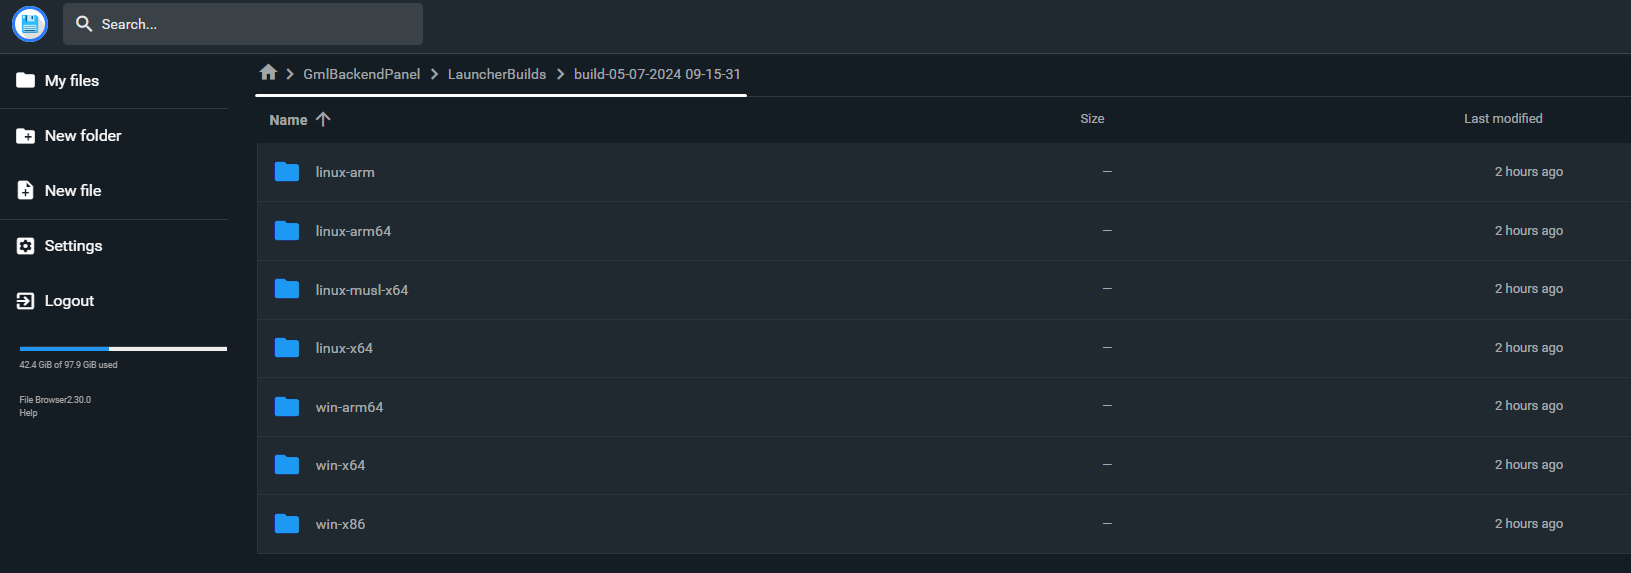 Search...
My files
New folder
New file
Settings
Logout
42.4 GiB of 97.9 GiB used
File Browser2.30.0
Help
GmlBackendPanel LauncherBuilds build-05-07-2024 09-15-31
Name Size Last modified
linux-arm — 2 hours ago
linux-arm64 — 2 hours ago
linux-musl-x64 — 2 hours ago
linux-x64 — 2 hours ago
win-arm64 — 2 hours ago
win-x64 — 2 hours ago
win-x86 — 2 hours ago